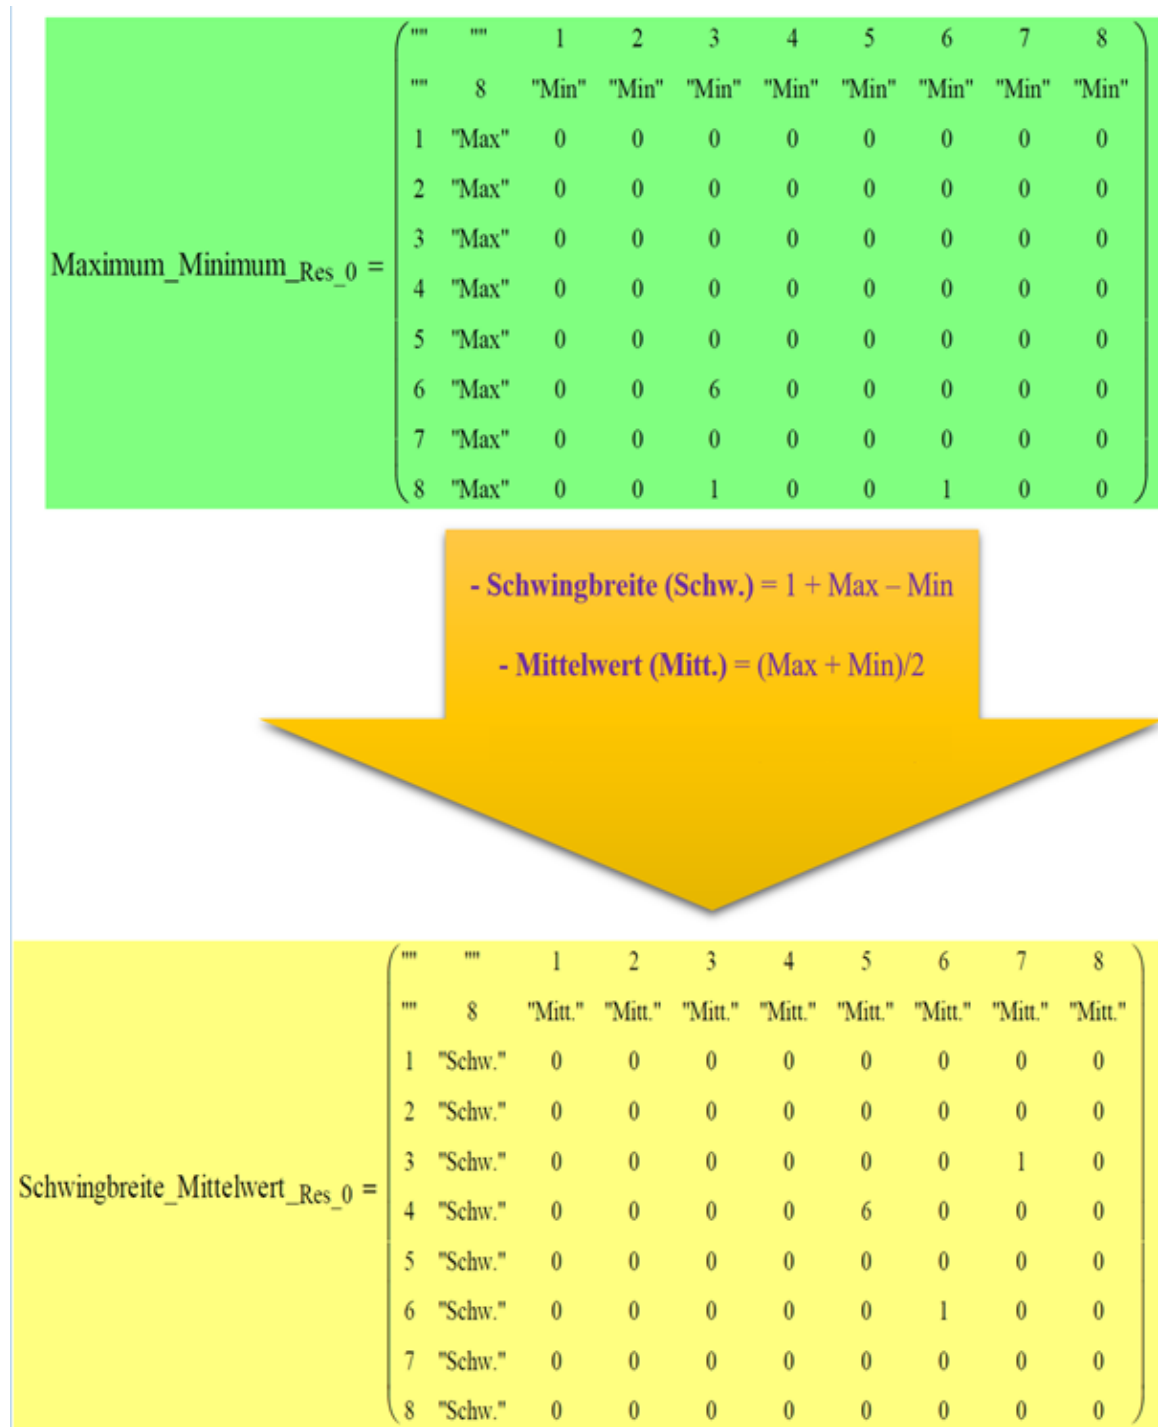 "" "" 1 2 3 4 5 6 7 8
"" 8 "Min" "Min" "Min" "Min" "Min" "Min" "Min" "Min"
1 "Max" 0 0 0 0 0 0 0 0
2 "Max" 0 0 0 0 0 0 0 0
3 "Max" 0 0 0 0 0 0 0 0
Maximum_Minimum_Res_0 =
4 "Max" 0 0 0 0 0 0 0 0
5 "Max" 0 0 0 0 0 0 0 0
6 "Max" 0 0 6 0 0 0 0 0
7 "Max" 0 0 0 0 0 0 0 0
8 "Max" 0 0 1 0 0 1 0 0
- Schwingbreite (Schw.) = 1 + Max – Min
- Mittelwert (Mitt.) = (Max + Min)/2
"" "" 1 2 3 4 5 6 7 8
"" 8 "Mitt." "Mitt." "Mitt." "Mitt." "Mitt." "Mitt." "Mitt." "Mitt."
1 "Schw." 0 0 0 0 0 0 0 0
2 "Schw." 0 0 0 0 0 0 0 0
3 "Schw." 0 0 0 0 0 0 1 0
Schwingbreite_Mittelwert_Res_0 =
4 "Schw." 0 0 0 0 6 0 0 0
5 "Schw." 0 0 0 0 0 0 0 0
6 "Schw." 0 0 0 0 0 1 0 0
7 "Schw." 0 0 0 0 0 0 0 0
8 "Schw." 0 0 0 0 0 0 0 0